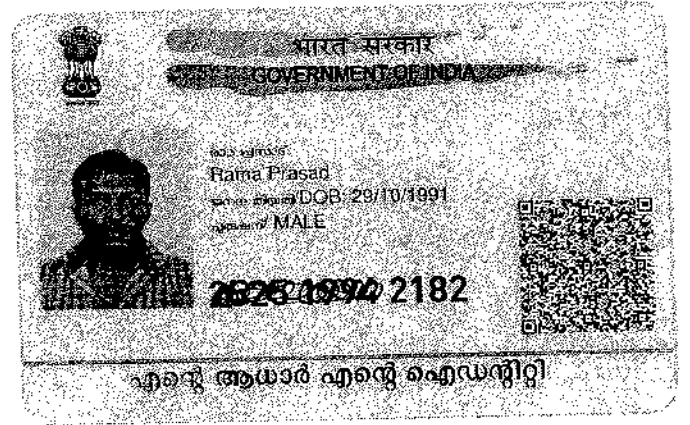 भारत सरकार
GOVERNMENT OF INDIA
Rama Prasad
/DOB: 29/10/1991
/ MALE
2182
എന്റെ ആധാർ എന്റെ ഐഡന്റിറ്റി